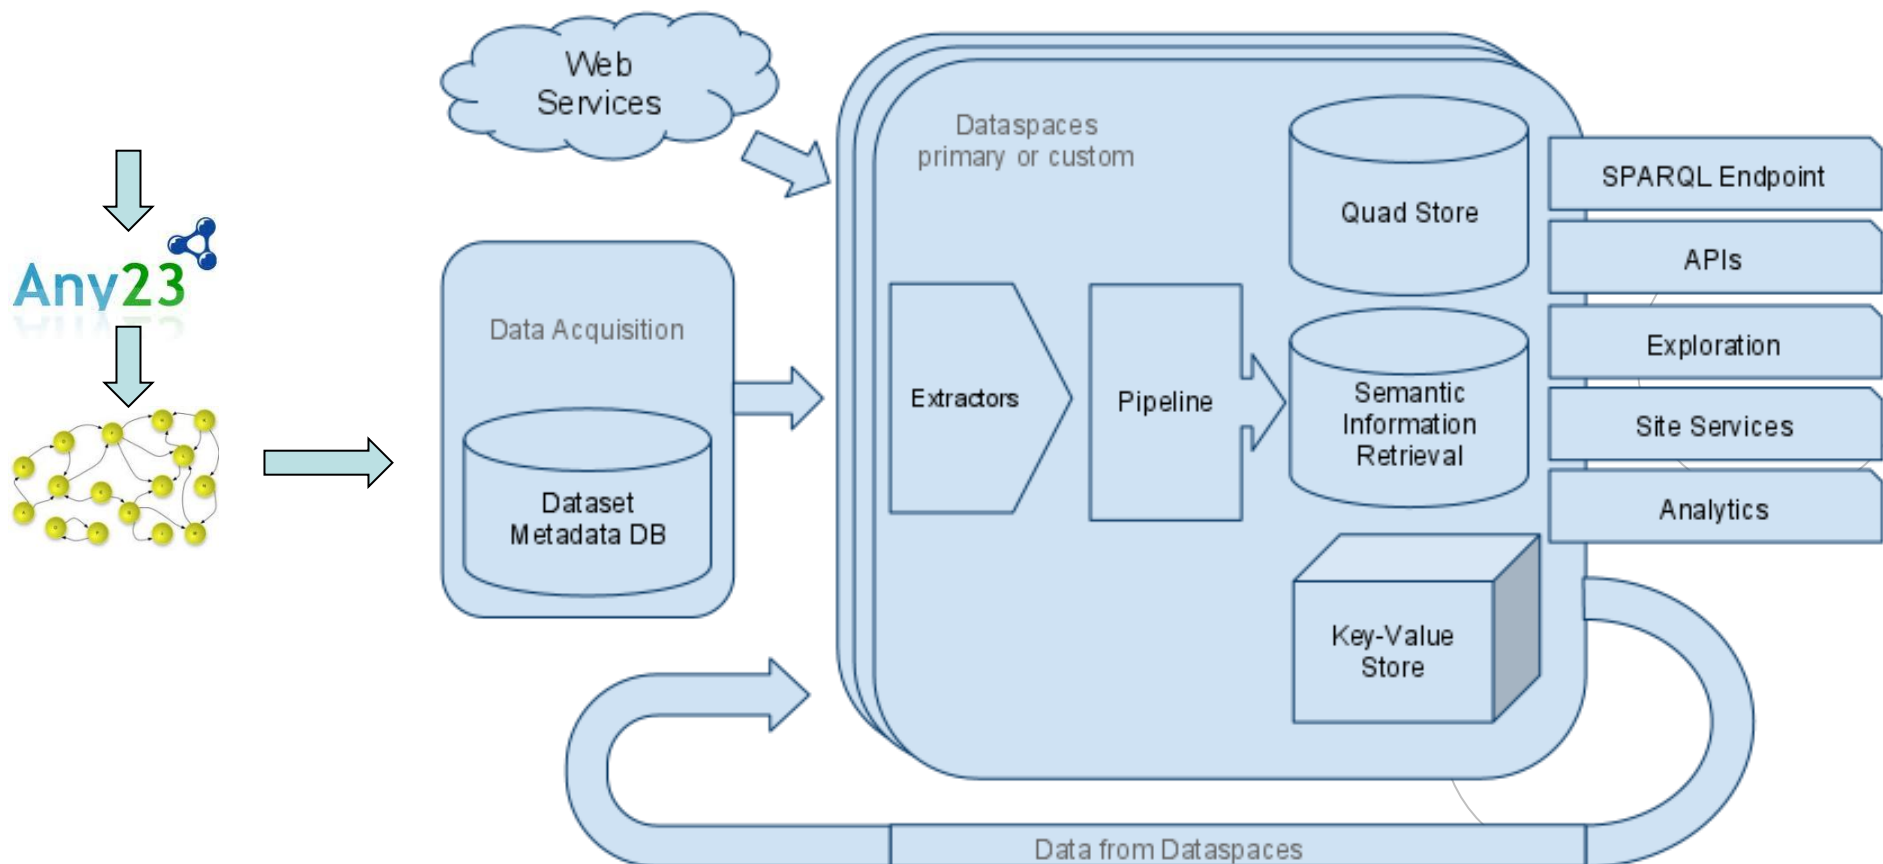 Web
Services
Any23
Data Acquisition
Dataset
Metadata DB
Dataspaces
primary or custom
Extractors
Pipeline
Quad Store
Semantic
Information
Retrieval
Key-Value
Store
SPARQL Endpoint
APIs
Exploration
Site Services
Analytics
Data from Dataspaces